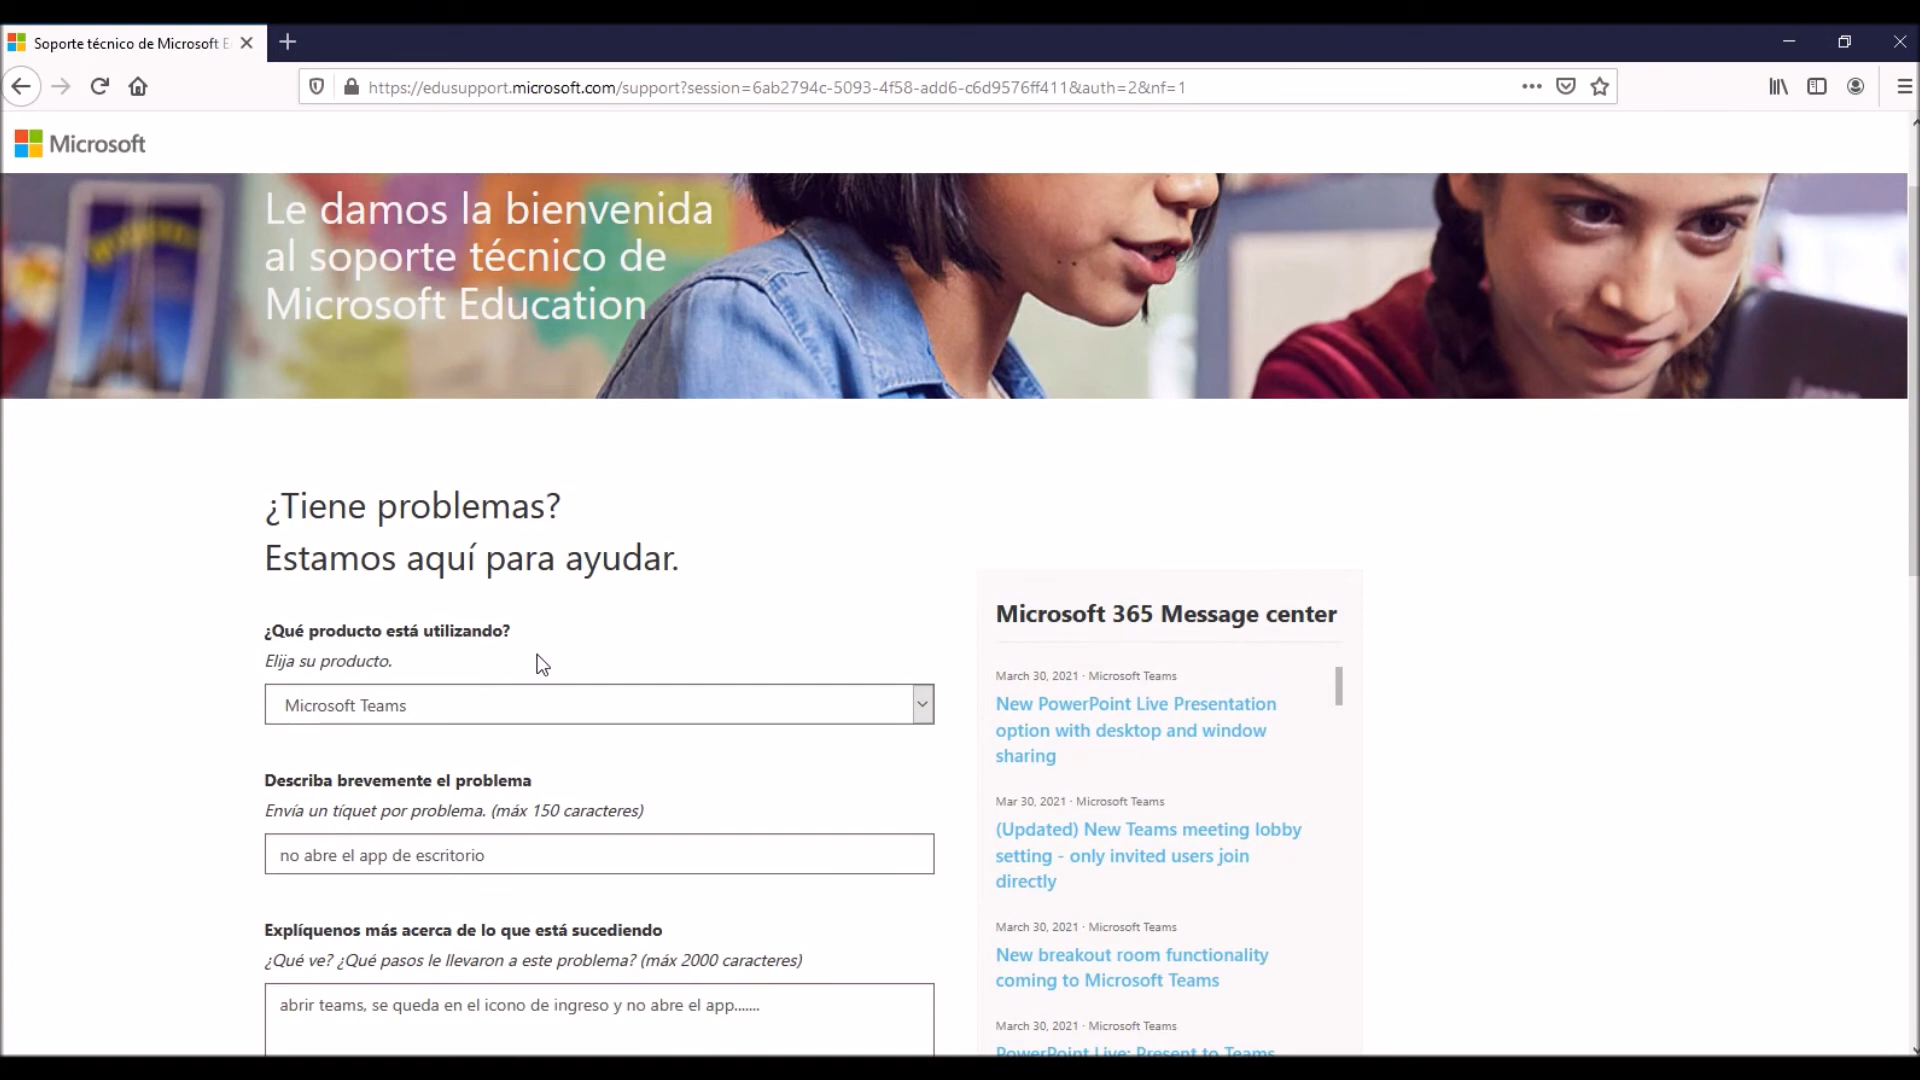 Soporte técnico de Microsoft E
https://edusupport.microsoft.com/support?session=6ab2794c-5093-4f58-add6-c6d9576ff411&auth=2&nf=1
Microsoft
Le damos la bienvenida
al soporte técnico de
Microsoft Education
¿Tiene problemas?
Estamos aquí para ayudar.
¿Qué producto está utilizando?
Elija su producto.
Microsoft Teams
Describa brevemente el problema
Envía un tíquet por problema. (máx 150 caracteres)
no abre el app de escritorio
Explíquenos más acerca de lo que está sucediendo
¿Qué ve? ¿Qué pasos le llevaron a este problema? (máx 2000 caracteres)
abrir teams, se queda en el icono de ingreso y no abre el app.......
Microsoft 365 Message center
March 30, 2021 · Microsoft Teams
New PowerPoint Live Presentation
option with desktop and window
sharing
Mar 30, 2021 · Microsoft Teams
(Updated) New Teams meeting lobby
setting - only invited users join
directly
March 30, 2021 · Microsoft Teams
New breakout room functionality
coming to Microsoft Teams
March 30, 2021 · Microsoft Teams
PowerPoint Live: Present to Teams